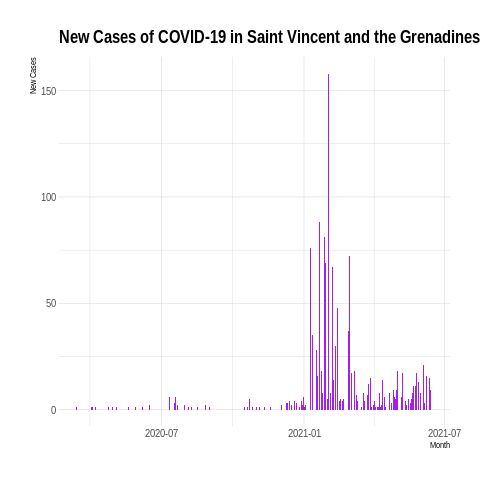 New Cases of COVID-19 in Saint Vincent and the Grenadines
New Cases
150
100
50
0
2020-07
2021-01
2021-07
Month